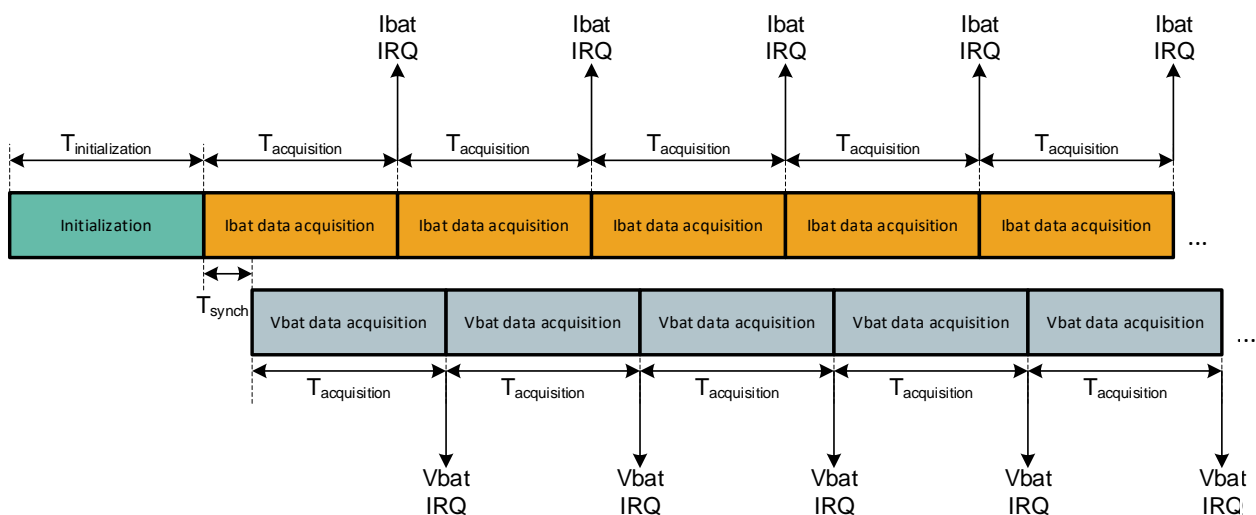 Ibat
IRQ
Ibat
IRQ
Ibat
IRQ
Ibat
IRQ
Ibat
IRQ
Tinitialization
Tacquisition
Tacquisition
Tacquisition
Tacquisition
Tacquisition
Initialization
Ibat data acquisition
Ibat data acquisition
Ibat data acquisition
Ibat data acquisition
Ibat data acquisition
...
Tsynch
Vbat data acquisition
Vbat data acquisition
Vbat data acquisition
Vbat data acquisition
Vbat data acquisition
...
Tacquisition
Tacquisition
Tacquisition
Tacquisition
Tacquisition
Vbat
IRQ
Vbat
IRQ
Vbat
IRQ
Vbat
IRQ
Vbat
IRQ